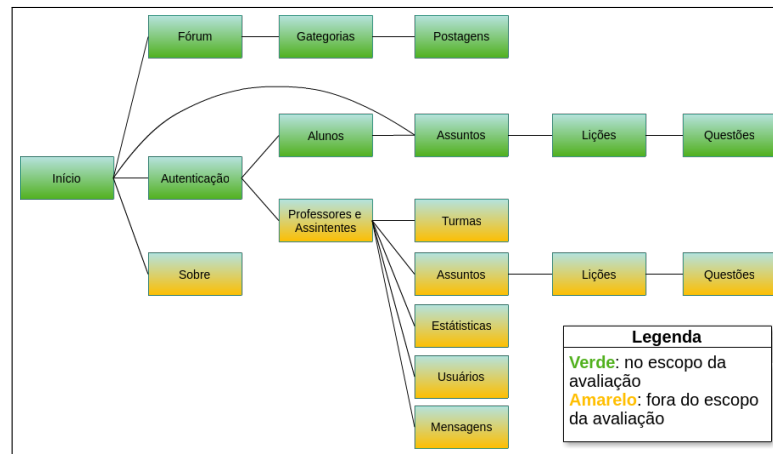 Fórum
Gategorias
Postagens
Alunos
Assuntos
Lições
Questões
Início
Autenticação
Professores e
Assintentes
Turmas
Sobre
Assuntos
Lições
Questões
Estátisticas
Usuários
Mensagens
Legenda
Verde: no escopo da
avaliação
Amarelo: fora do escopo
da avaliação